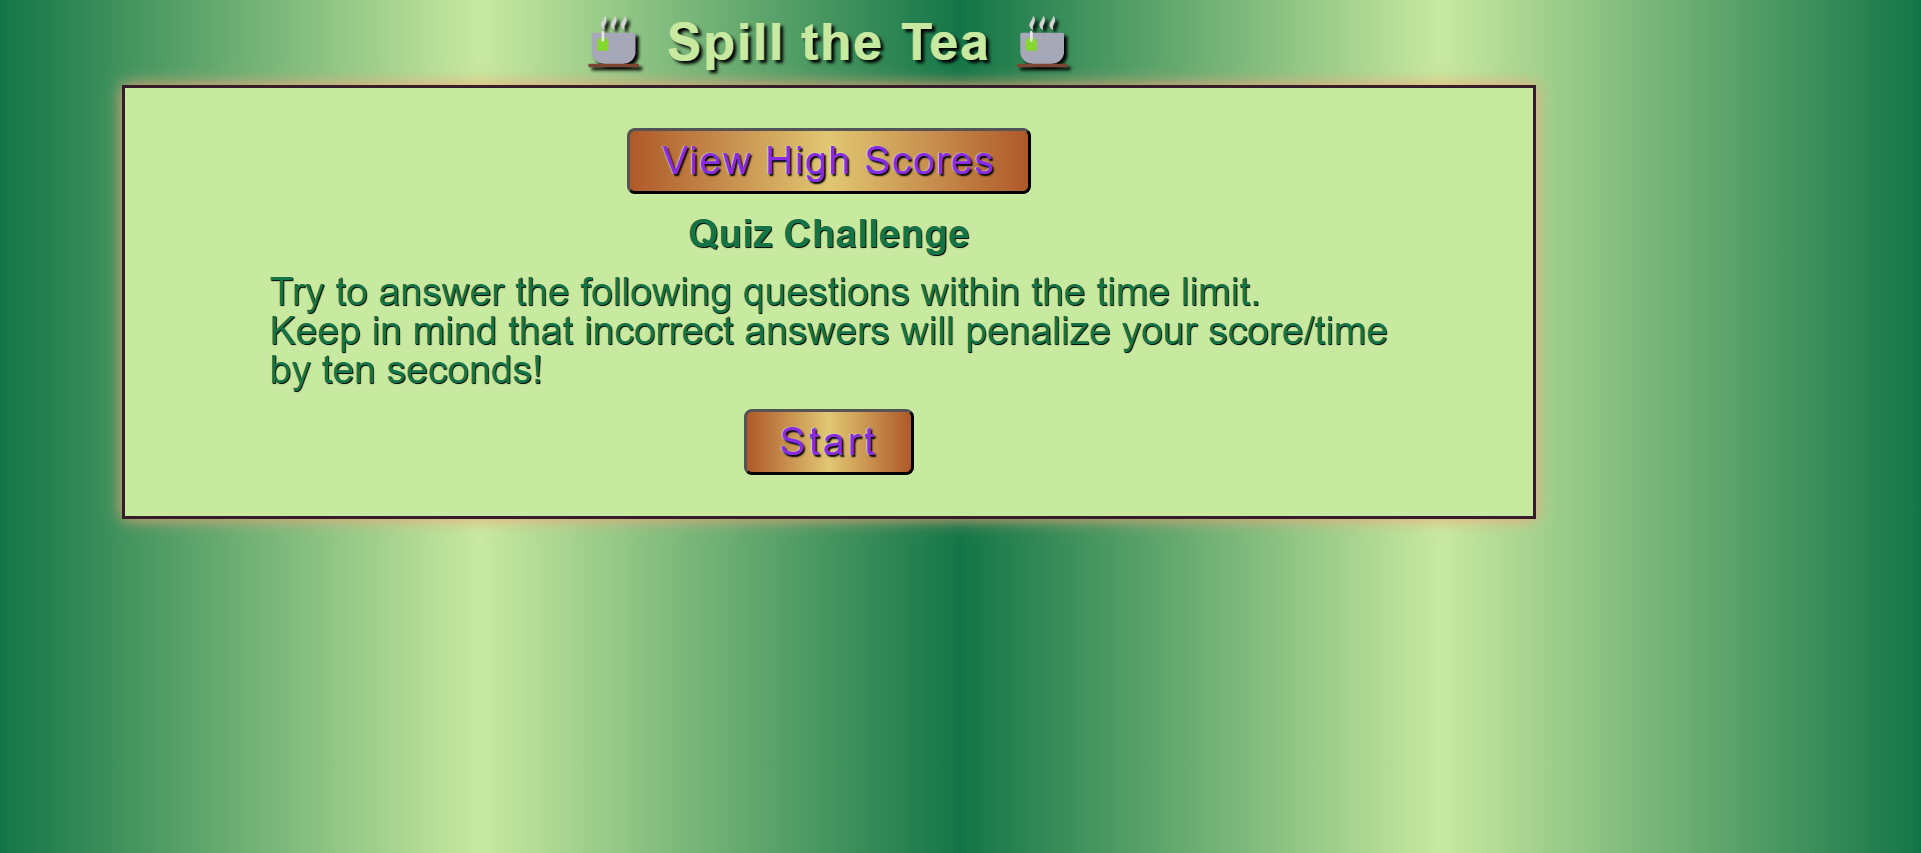 Spill the Tea
View High Scores
Quiz Challenge
Try to answer the following questions within the time limit.
Keep in mind that incorrect answers will penalize your score/time
by ten seconds!
Start